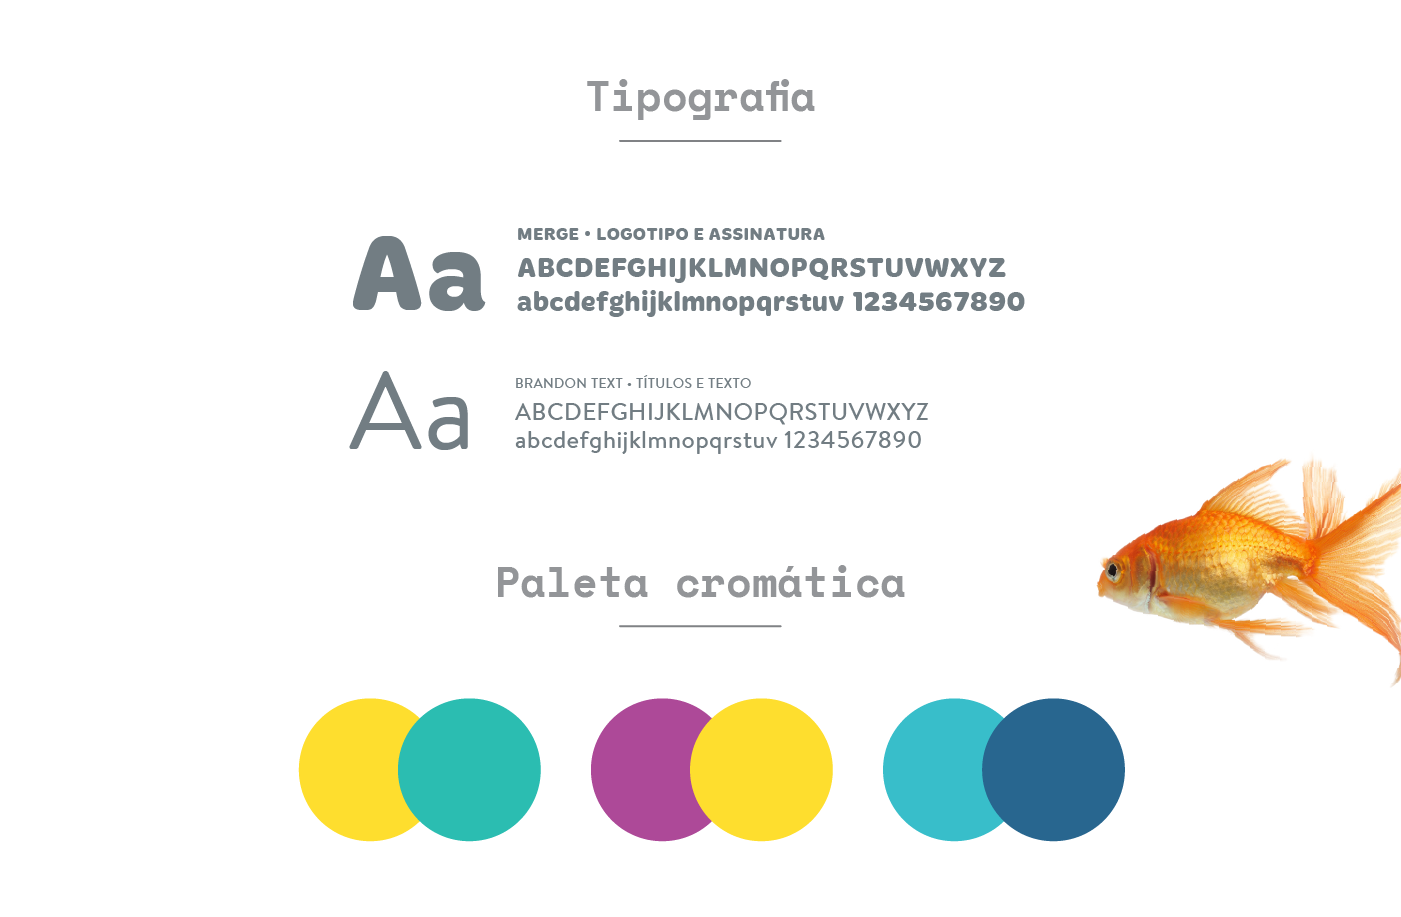 Tipografia
Aa
MERGE • LOGOTIPO E ASSINATURA
ABCDEFGHIJKLMNOPQRSTUVWXYZ
abcdefghijklmnopqrstuv 1234567890
Aa
BRANDON TEXT • TÍTULOS E TEXTO
ABCDEFGHIJKLMNOPQRSTUVWXYZ
abcdefghijklmnopqrstuv 1234567890
Paleta cromática